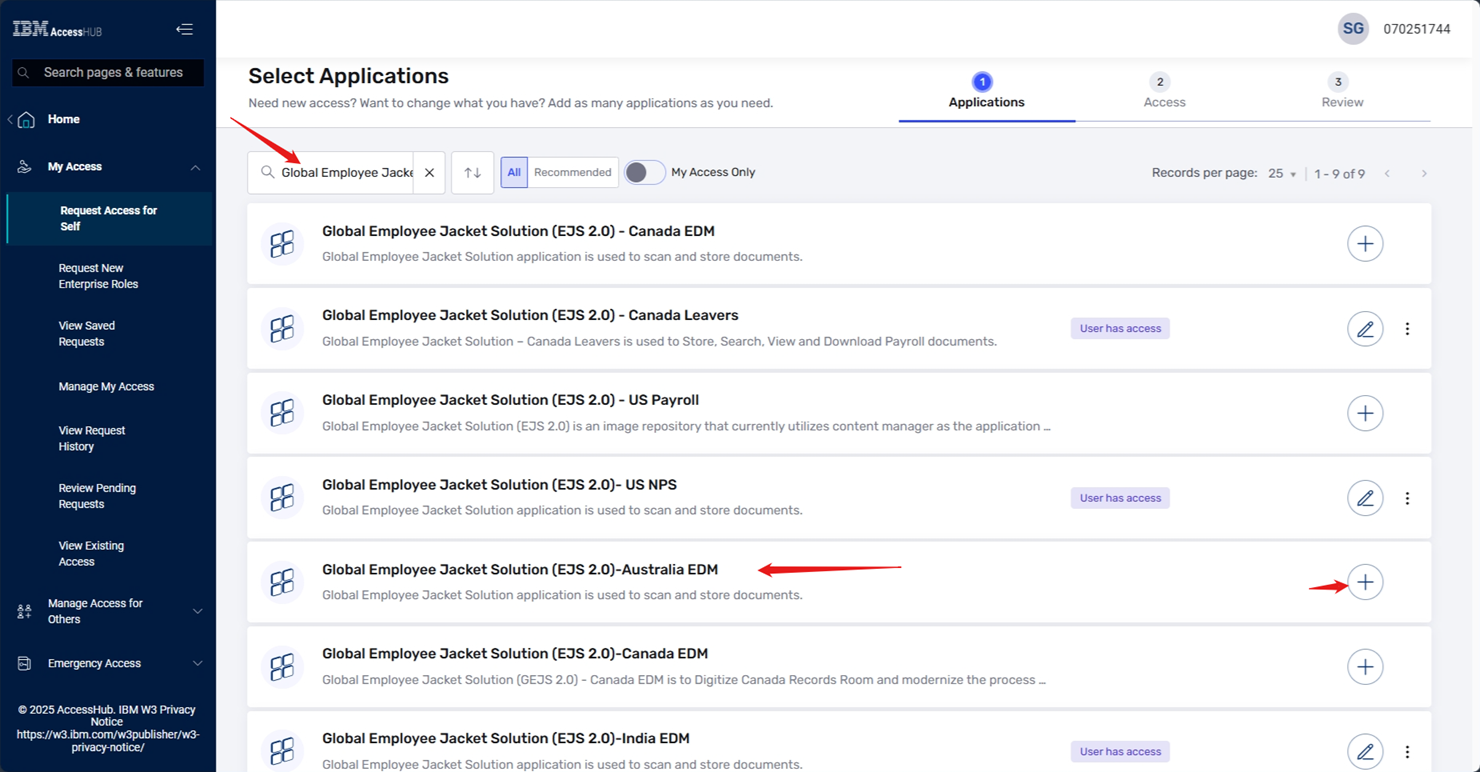 IBM AccessHUB
Search pages & features
Home
My Access
Request Access for
Self
Request New
Enterprise Roles
View Saved
Requests
Manage My Access
View Request
History
Review Pending
Requests
View Existing
Access
Manage Access for
Others
Emergency Access
© 2025 AccessHub. IBM W3 Privacy
Notice
https://w3.ibm.com/w3publisher/w3-
privacy-notice/
SG 070251744
Select Applications
Need new access? Want to change what you have? Add as many applications as you need.
1 2 3
Applications Access Review
Global Employee Jacke
All Recommended My Access Only
Records per page: 25 1 - 9 of 9
Global Employee Jacket Solution (EJS 2.0) - Canada EDM
Global Employee Jacket Solution application is used to scan and store documents.
Global Employee Jacket Solution (EJS 2.0) - Canada Leavers
Global Employee Jacket Solution – Canada Leavers is used to Store, Search, View and Download Payroll documents.
User has access
Global Employee Jacket Solution (EJS 2.0) - US Payroll
Global Employee Jacket Solution (EJS 2.0) is an image repository that currently utilizes content manager as the application ...
Global Employee Jacket Solution (EJS 2.0)- US NPS
Global Employee Jacket Solution application is used to scan and store documents.
User has access
Global Employee Jacket Solution (EJS 2.0)-Australia EDM
Global Employee Jacket Solution application is used to scan and store documents.
Global Employee Jacket Solution (EJS 2.0)-Canada EDM
Global Employee Jacket Solution (GEJS 2.0) - Canada EDM is to Digitize Canada Records Room and modernize the process ...
Global Employee Jacket Solution (EJS 2.0)-India EDM
Global Employee Jacket Solution application is used to scan and store documents.
User has access